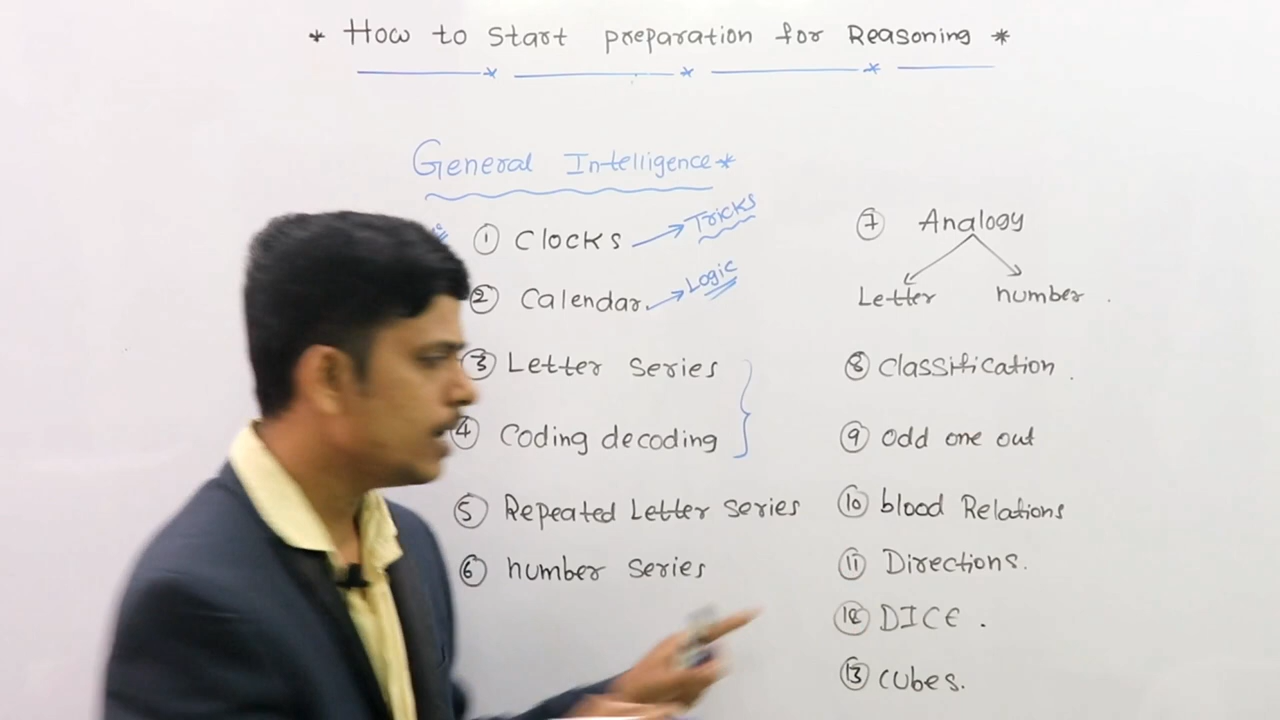 * How to Start preparation for Reasoning *
General Intelligence *
① Clocks → Tricks
② Calendar. → Logic
③ Letter Series
④ Coding decoding
⑤ Repeated Letter series
⑥ number series
⑦ Analogy
Letter number .
⑧ classification .
⑨ odd one out
⑩ blood Relations
⑪ Directions.
⑫ DICE .
⑬ cubes.